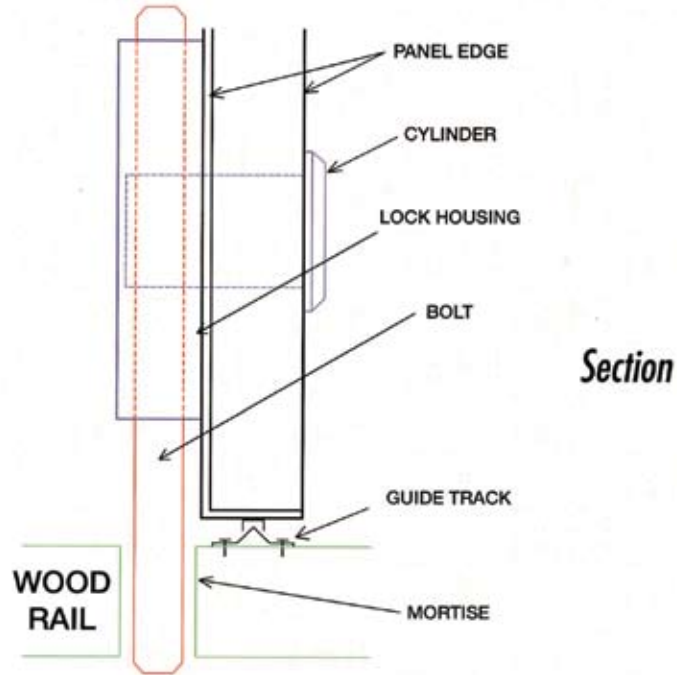 PANEL EDGE
CYLINDER
LOCK HOUSING
BOLT
Section
GUIDE TRACK
WOOD
RAIL
MORTISE